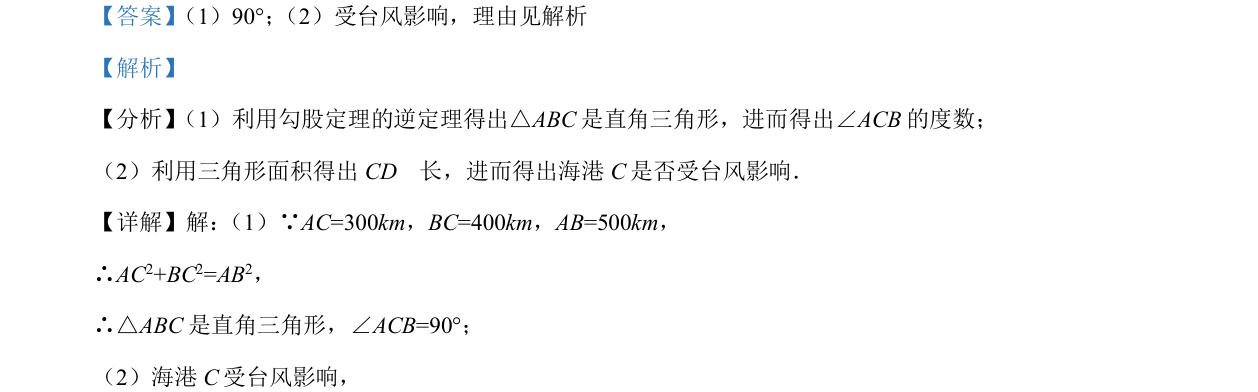 【答案】（1）90°；（2）受台风影响，理由见解析
【解析】
【分析】（1）利用勾股定理的逆定理得出△ABC是直角三角形，进而得出∠ACB的度数；
（2）利用三角形面积得出CD 长，进而得出海港C是否受台风影响．
【详解】解：（1）∵AC=300km，BC=400km，AB=500km，
∴AC²+BC²=AB²，
∴△ABC是直角三角形，∠ACB=90°；
（2）海港C受台风影响，